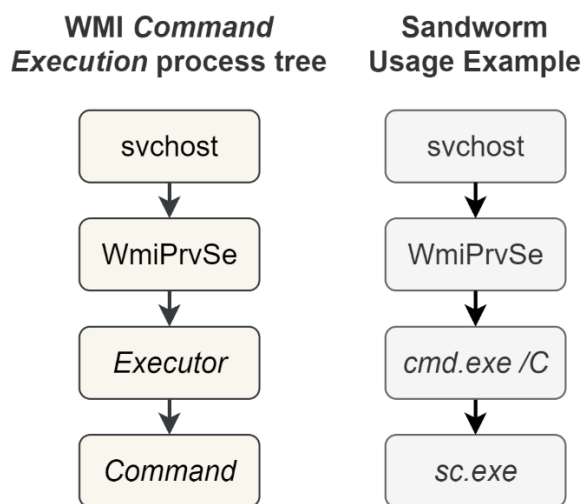 WMI Command
Execution process tree
svchost
WmiPrvSe
Executor
Command
Sandworm
Usage Example
svchost
WmiPrvSe
cmd.exe /C
sc.exe